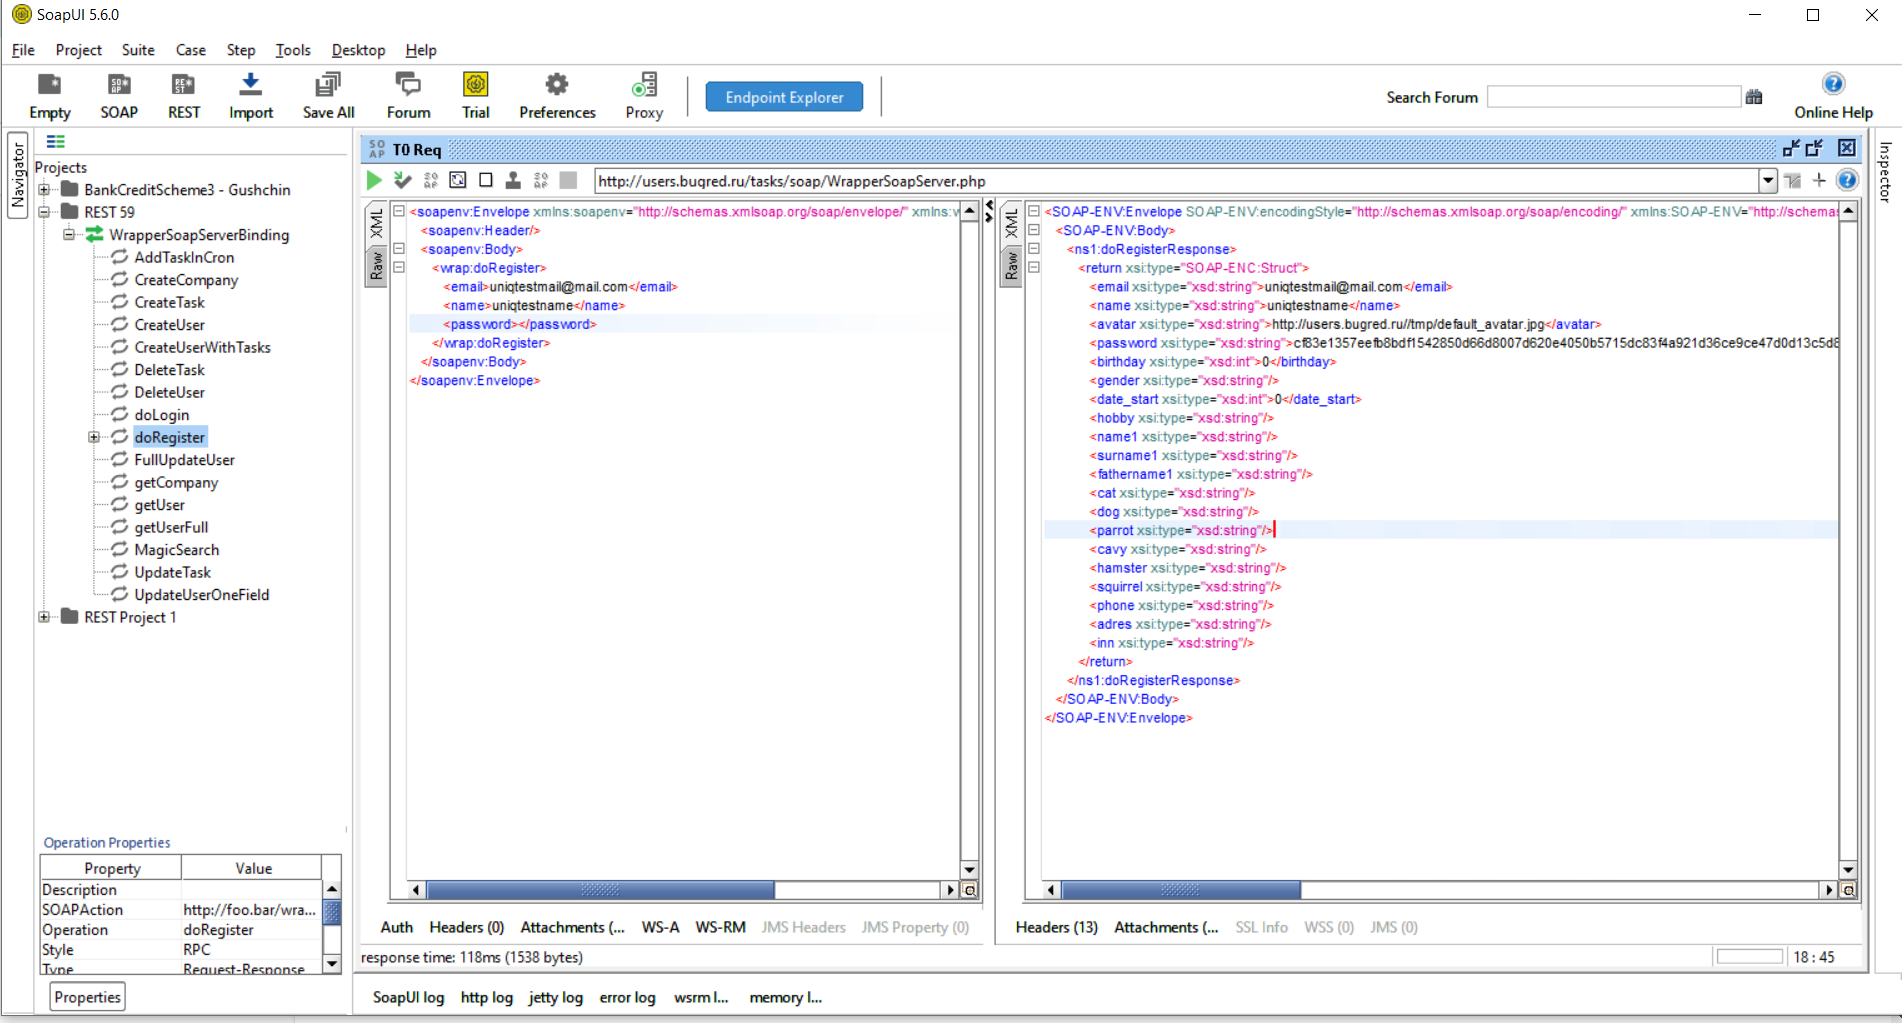 SoapUI 5.6.0
File Project Suite Case Step Tools Desktop Help
Empty SOAP REST Import Save All Forum Trial Preferences Proxy Endpoint Explorer Search Forum Online Help
Navigator
Projects
BankCreditScheme3 - Gushchin
REST 59
WrapperSoapServerBinding
AddTaskInCron
CreateCompany
CreateTask
CreateUser
CreateUserWithTasks
DeleteTask
DeleteUser
doLogin
doRegister
FullUpdateUser
getCompany
getUser
getUserFull
MagicSearch
UpdateTask
UpdateUserOneField
REST Project 1
Operation Properties
Property Value
Description
SOAPAction http://foo.bar/wra...
Operation doRegister
Style RPC
Type Request-Response
Properties
T0 Req
http://users.bugred.ru/tasks/soap/WrapperSoapServer.php
XML
Raw
<soapenv:Envelope xmlns:soapenv="http://schemas.xmlsoap.org/soap/envelope/" xmlns:w
<soapenv:Header/>
<soapenv:Body>
<wrap:doRegister>
<email>uniqtestmail@mail.com</email>
<name>uniqtestname</name>
<password></password>
</wrap:doRegister>
</soapenv:Body>
</soapenv:Envelope>
Auth Headers (0) Attachments (... WS-A WS-RM JMS Headers JMS Property (0)
XML
Raw
<SOAP-ENV:Envelope SOAP-ENV:encodingStyle="http://schemas.xmlsoap.org/soap/encoding/" xmlns:SOAP-ENV="http://schemas
<SOAP-ENV:Body>
<ns1:doRegisterResponse>
<return xsi:type="SOAP-ENC:Struct">
<email xsi:type="xsd:string">uniqtestmail@mail.com</email>
<name xsi:type="xsd:string">uniqtestname</name>
<avatar xsi:type="xsd:string">http://users.bugred.ru//tmp/default_avatar.jpg</avatar>
<password xsi:type="xsd:string">cf83e1357eefb8bdf1542850d66d8007d620e4050b5715dc83f4a921d36ce9ce47d0d13c5d8
<birthday xsi:type="xsd:int">0</birthday>
<gender xsi:type="xsd:string"/>
<date_start xsi:type="xsd:int">0</date_start>
<hobby xsi:type="xsd:string"/>
<name1 xsi:type="xsd:string"/>
<surname1 xsi:type="xsd:string"/>
<fathername1 xsi:type="xsd:string"/>
<cat xsi:type="xsd:string"/>
<dog xsi:type="xsd:string"/>
<parrot xsi:type="xsd:string"/>
<cavy xsi:type="xsd:string"/>
<hamster xsi:type="xsd:string"/>
<squirrel xsi:type="xsd:string"/>
<phone xsi:type="xsd:string"/>
<adres xsi:type="xsd:string"/>
<inn xsi:type="xsd:string"/>
</return>
</ns1:doRegisterResponse>
</SOAP-ENV:Body>
</SOAP-ENV:Envelope>
Headers (13) Attachments (... SSL Info WSS (0) JMS (0)
response time: 118ms (1538 bytes)
18 : 45
SoapUI log http log jetty log error log wsrm l... memory l...
Inspector